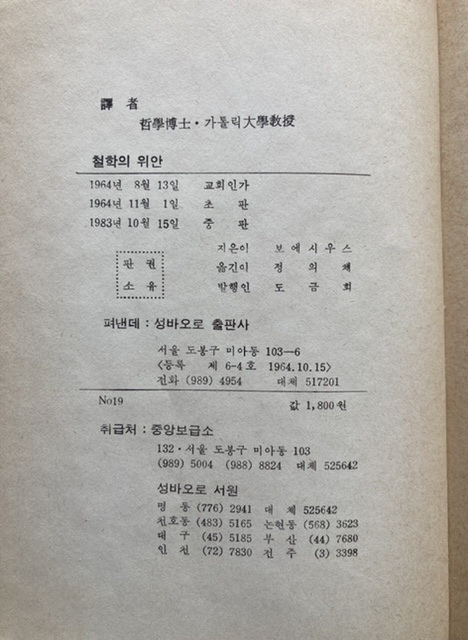 譯者
哲學博士・가톨릭大學教授
철학의 위안
1964년 8월 13일 교회인가
1964년 11월 1일 초판
1983년 10월 15일 중판
판권
소유
지은이 보에시우스
옮긴이 정의채
발행인 도금회
펴낸데 : 성바오로 출판사
서울 도봉구 미아동 103—6
〈등록 제 6-4호 1964.10.15〉
전화 (989) 4954 대체 517201
No19 값 1,800원
취급처 : 중앙보급소
132・서울 도봉구 미아동 103
(989) 5004 (988) 8824 대체 525642
성바오로 서원
명동 (776) 2941 대체 525642
천호동 (483) 5165 논현동 (568) 3623
대구 (45) 5185 부산 (44) 7680
인천 (72) 7830 전주 (3) 3398